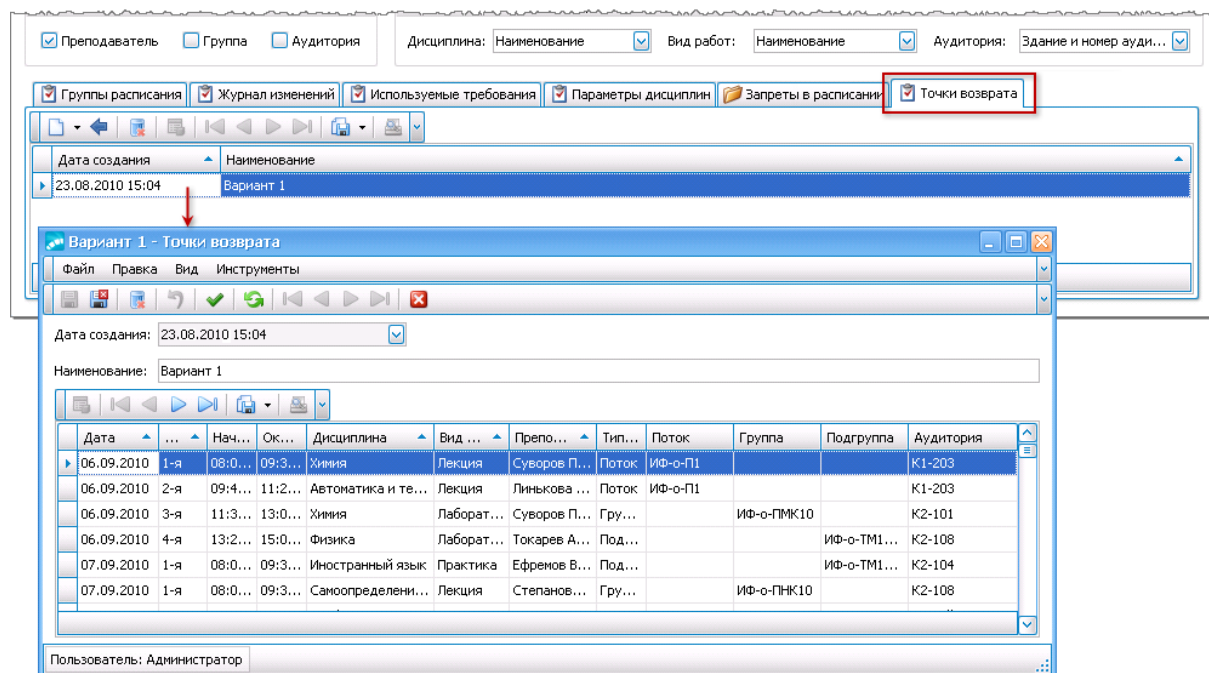 Преподаватель Группа Аудитория Дисциплина: Наименование Вид работ: Наименование Аудитория: Здание и номер ауди...
Группы расписания Журнал изменений Используемые требования Параметры дисциплин Запреты в расписании Точки возврата
Дата создания Наименование
23.08.2010 15:04 Вариант 1
Вариант 1 - Точки возврата
Файл Правка Вид Инструменты
Дата создания: 23.08.2010 15:04
Наименование: Вариант 1
Дата ... Нач... Ок... Дисциплина Вид ... Препо... Тип... Поток Группа Подгруппа Аудитория
06.09.2010 1-я 08:0... 09:3... Химия Лекция Суворов П... Поток ИФ-о-П1 К1-203
06.09.2010 2-я 09:4... 11:2... Автоматика и те... Лекция Линькова ... Поток ИФ-о-П1 К1-203
06.09.2010 3-я 11:3... 13:0... Химия Лаборат... Суворов П... Гру... ИФ-о-ПМК10 К2-101
06.09.2010 4-я 13:2... 15:0... Физика Лаборат... Токарев А... Под... ИФ-о-ТМ1... К2-108
07.09.2010 1-я 08:0... 09:3... Иностранный язык Практика Ефремов В... Под... ИФ-о-ТМ1... К2-104
07.09.2010 1-я 08:0... 09:3... Самоопределени... Лекция Степанов... Гру... ИФ-о-ПНК10 К2-108
Пользователь: Администратор